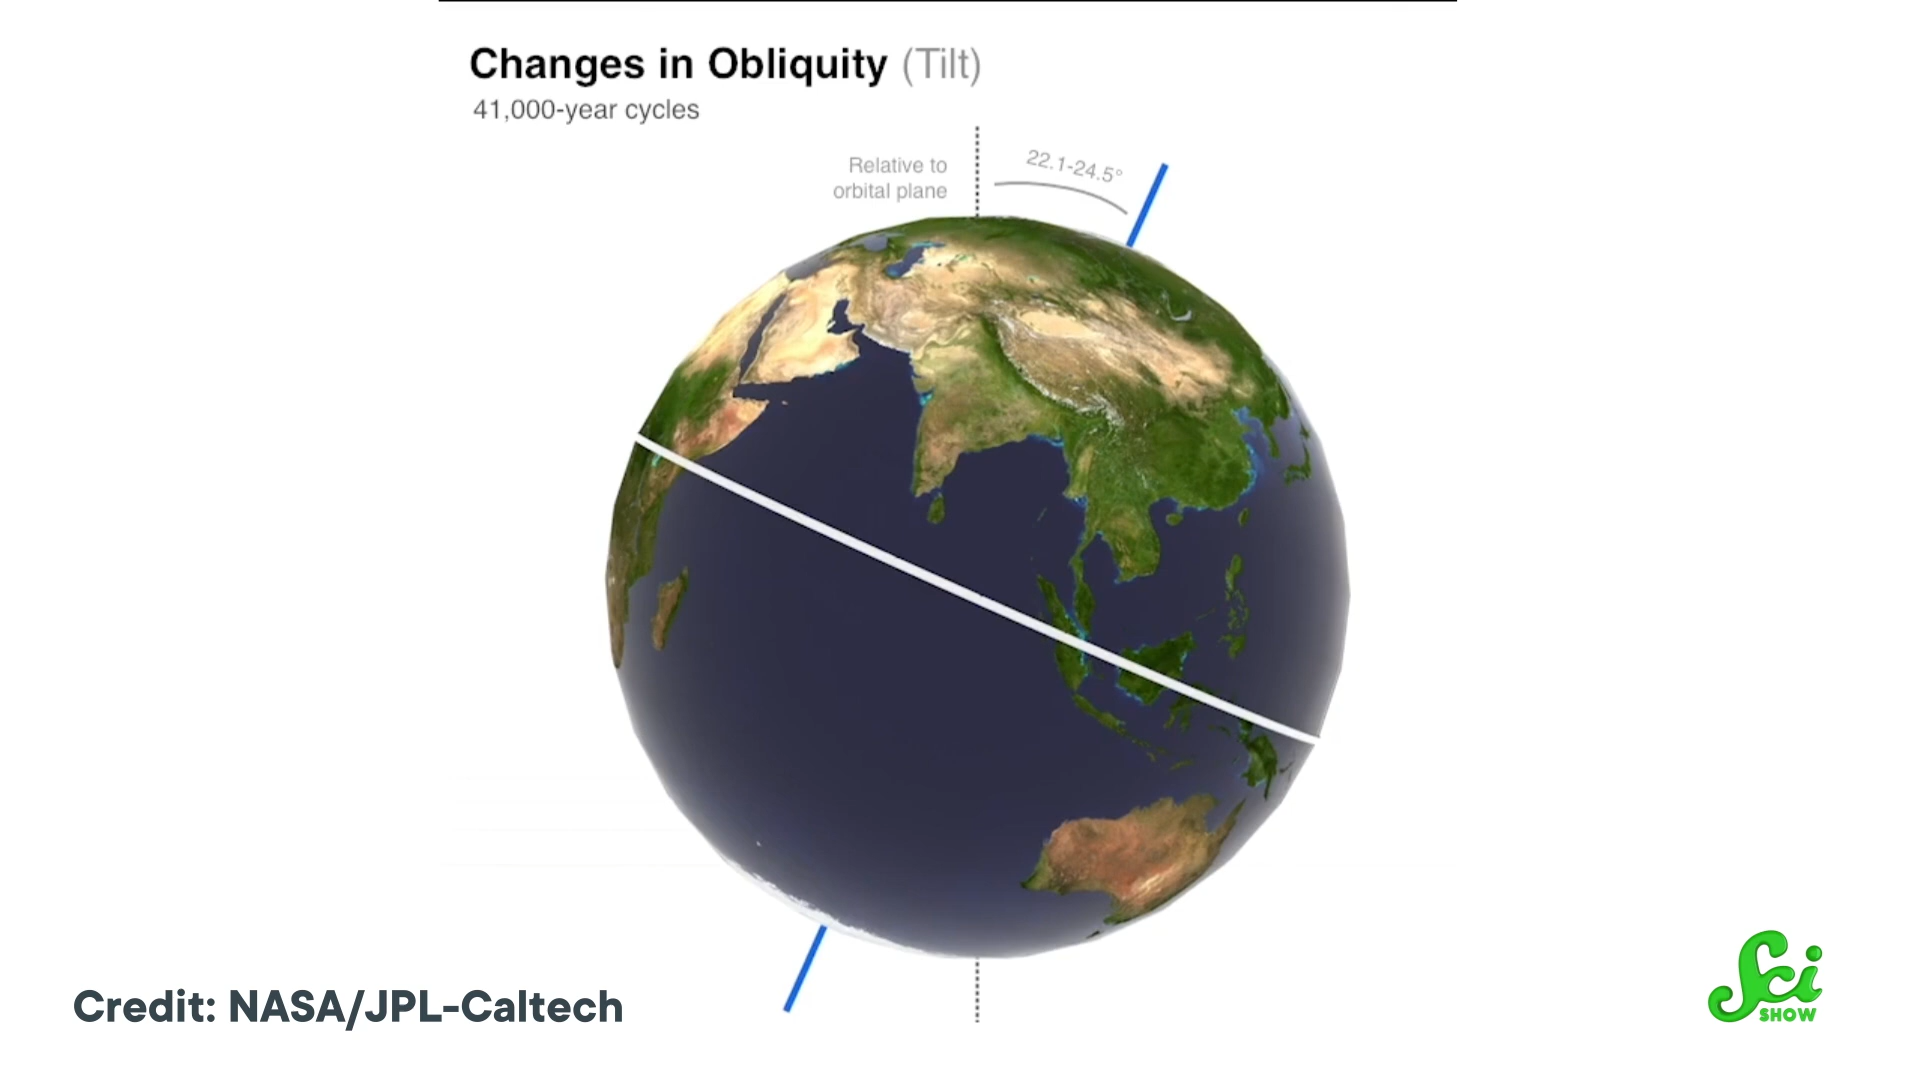 Changes in Obliquity (Tilt)
41,000-year cycles
Relative to
orbital plane
22.1-24.5°
Credit: NASA/JPL-Caltech
Sci
SHOW